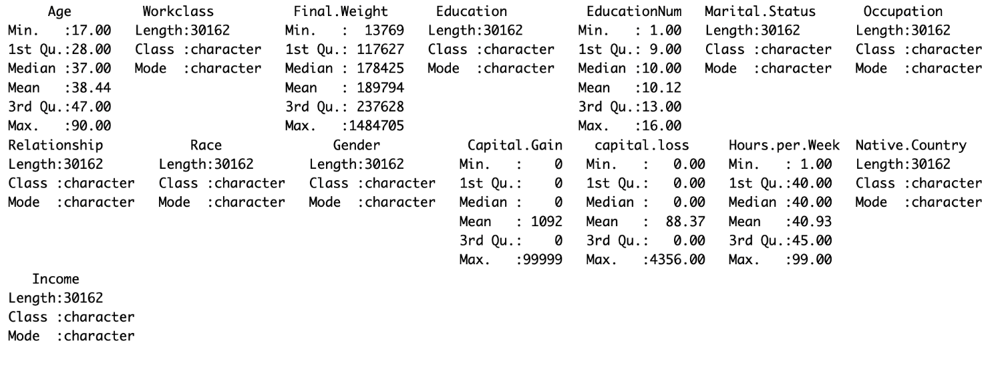 Age         Workclass          Final.Weight      Education          EducationNum   Marital.Status      Occupation
Min.   :17.00   Length:30162       Min.   :  13769   Length:30162       Min.   : 1.00   Length:30162       Length:30162
1st Qu.:28.00   Class :character   1st Qu.: 117627   Class :character   1st Qu.: 9.00   Class :character   Class :character
Median :37.00   Mode  :character   Median : 178425   Mode  :character   Median :10.00   Mode  :character   Mode  :character
Mean   :38.44                      Mean   : 189794                      Mean   :10.12
3rd Qu.:47.00                      3rd Qu.: 237628                      3rd Qu.:13.00
Max.   :90.00                      Max.   :1484705                      Max.   :16.00
Relationship           Race              Gender           Capital.Gain    capital.loss     Hours.per.Week  Native.Country
Length:30162       Length:30162       Length:30162       Min.   :    0   Min.   :   0.00   Min.   : 1.00   Length:30162
Class :character   Class :character   Class :character   1st Qu.:    0   1st Qu.:   0.00   1st Qu.:40.00   Class :character
Mode  :character   Mode  :character   Mode  :character   Median :    0   Median :   0.00   Median :40.00   Mode  :character
                                                         Mean   : 1092   Mean   :  88.37   Mean   :40.93
                                                         3rd Qu.:    0   3rd Qu.:   0.00   3rd Qu.:45.00
                                                         Max.   :99999   Max.   :4356.00   Max.   :99.00
   Income
Length:30162
Class :character
Mode  :character